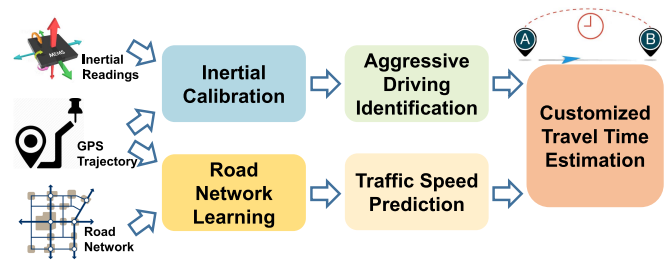 MEMS
Inertial
Readings
GPS
Trajectory
Road
Network
Inertial
Calibration
Road
Network
Learning
Aggressive
Driving
Identification
Traffic Speed
Prediction
A
B
Customized
Travel Time
Estimation